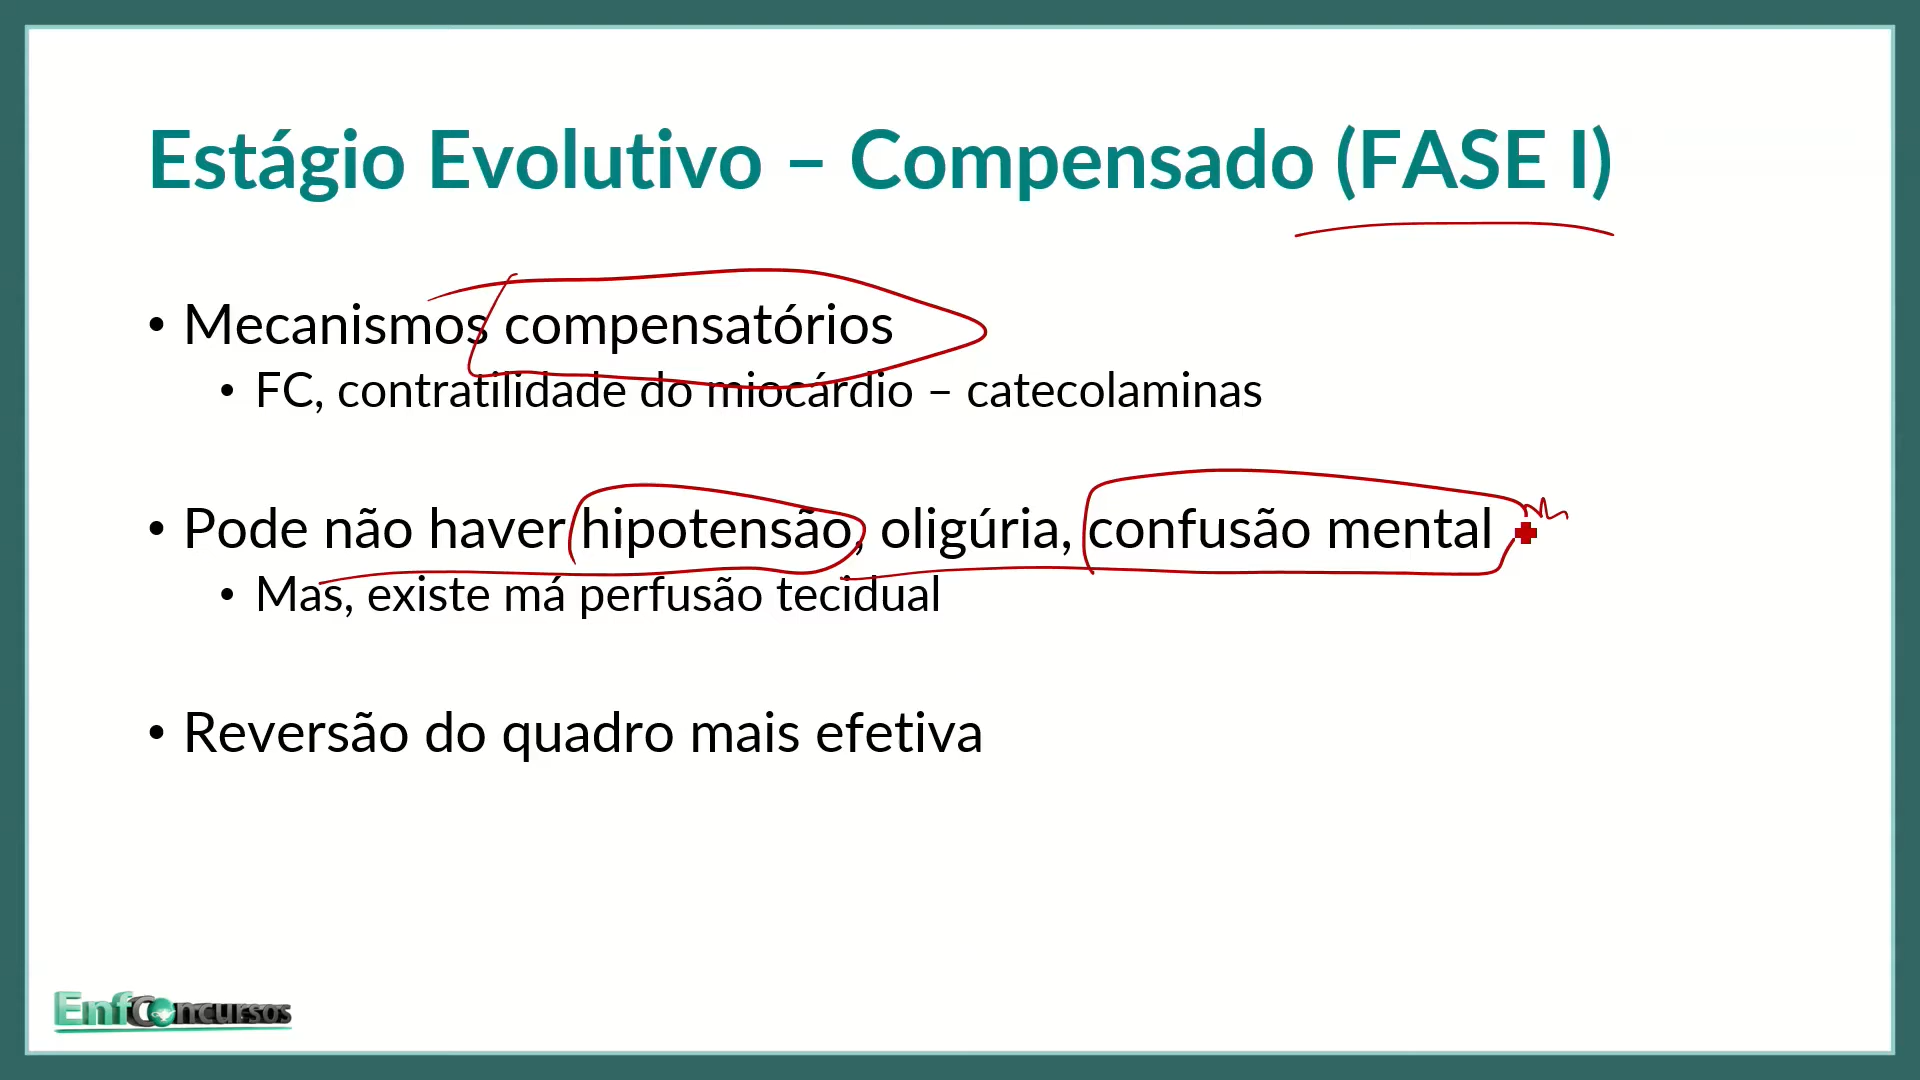 Estágio Evolutivo – Compensado (FASE I)
• Mecanismos compensatórios
• FC, contratilidade do miocárdio – catecolaminas
• Pode não haver hipotensão, oligúria, confusão mental
• Mas, existe má perfusão tecidual
• Reversão do quadro mais efetiva
EnfConcursos